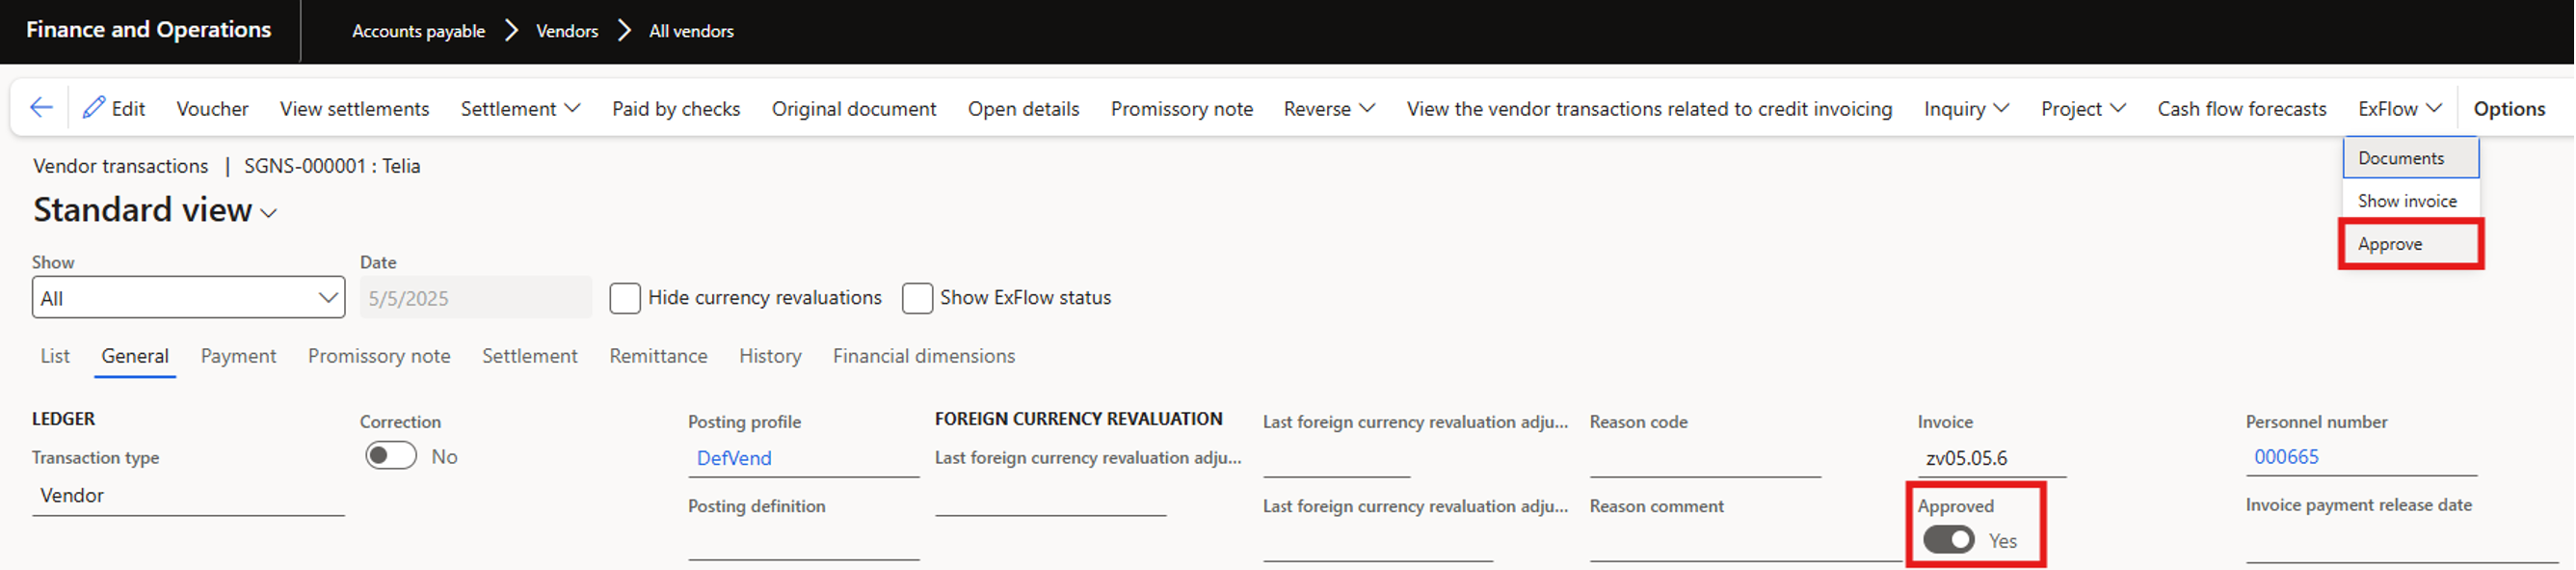 Finance and Operations
Accounts payable > Vendors > All vendors
Edit Voucher View settlements Settlement Paid by checks Original document Open details Promissory note Reverse View the vendor transactions related to credit invoicing Inquiry Project Cash flow forecasts ExFlow Options
Documents
Show invoice
Approve
Vendor transactions | SGNS-000001 : Telia
Standard view
Show Date
All 5/5/2025 Hide currency revaluations Show ExFlow status
List General Payment Promissory note Settlement Remittance History Financial dimensions
LEDGER
Transaction type
Vendor
Correction
No
Posting profile
DefVend
Posting definition
FOREIGN CURRENCY REVALUATION
Last foreign currency revaluation adju...
Last foreign currency revaluation adju...
Last foreign currency revaluation adju...
Reason code
Reason comment
Invoice
zv05.05.6
Approved
Yes
Personnel number
000665
Invoice payment release date